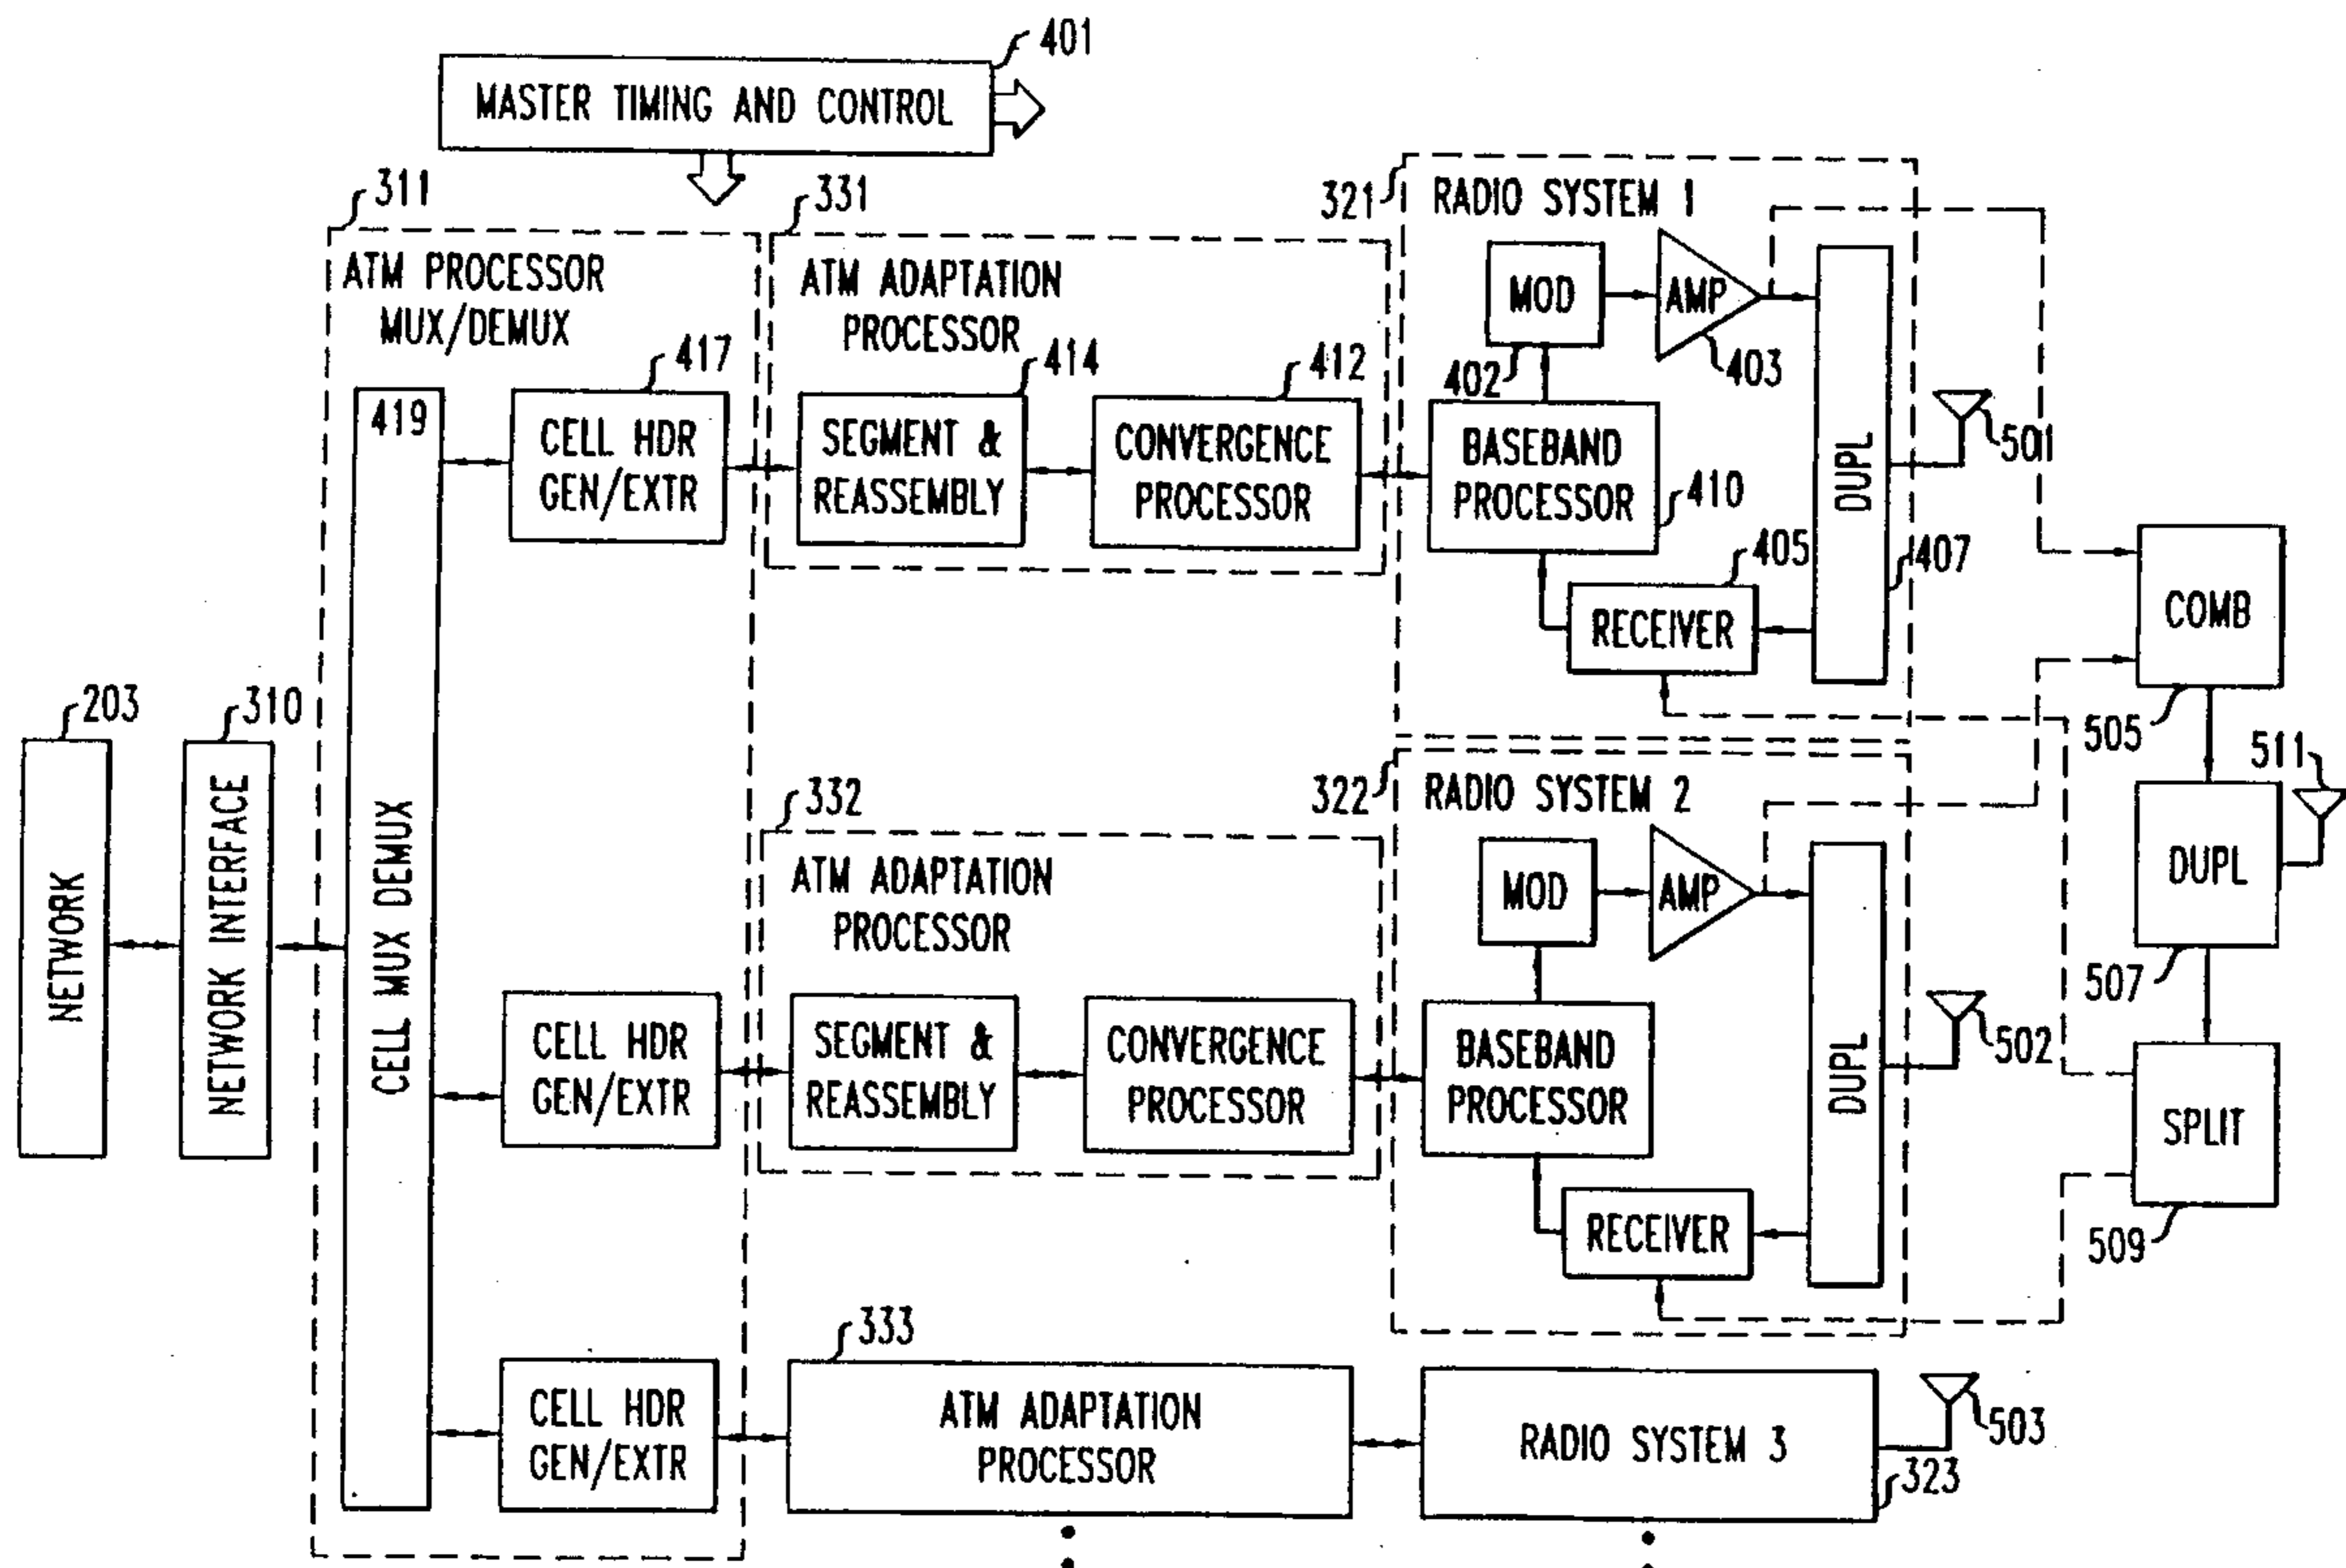 401
MASTER TIMING AND CONTROL
311
ATM PROCESSOR
MUX/DEMUX
417
419
CELL HDR
GEN/EXTR
331
ATM ADAPTATION
PROCESSOR
414
412
SEGMENT &
REASSEMBLY
CONVERGENCE
PROCESSOR
321
RADIO SYSTEM 1
MOD
AMP
402
403
BASEBAND
PROCESSOR
410
DUPL
501
405
407
RECEIVER
COMB
505
203
310
NETWORK
NETWORK INTERFACE
CELL MUX DEMUX
332
ATM ADAPTATION
PROCESSOR
CELL HDR
GEN/EXTR
SEGMENT &
REASSEMBLY
CONVERGENCE
PROCESSOR
322
RADIO SYSTEM 2
MOD
AMP
BASEBAND
PROCESSOR
DUPL
502
RECEIVER
511
DUPL
507
SPLIT
509
CELL HDR
GEN/EXTR
333
ATM ADAPTATION
PROCESSOR
RADIO SYSTEM 3
503
323